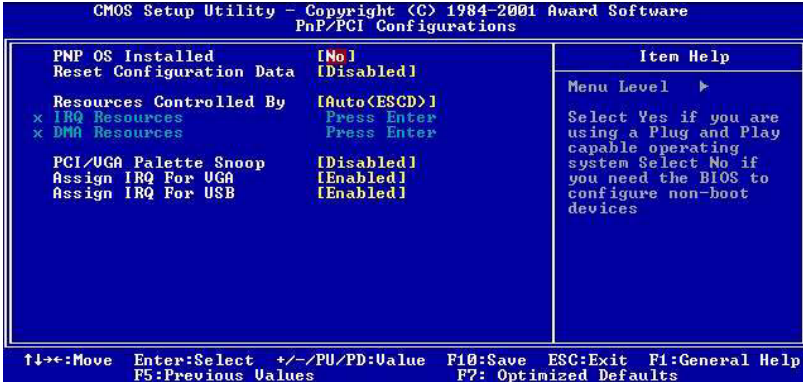 CMOS Setup Utility - Copyright (C) 1984-2001 Award Software
PnP/PCI Configurations
PNP OS Installed [No]
Reset Configuration Data [Disabled]
Resources Controlled By [Auto(ESCD)]
x IRQ Resources Press Enter
x DMA Resources Press Enter
PCI/VGA Palette Snoop [Disabled]
Assign IRQ For VGA [Enabled]
Assign IRQ For USB [Enabled]
Item Help
Menu Level ▶
Select Yes if you are
using a Plug and Play
capable operating
system Select No if
you need the BIOS to
configure non-boot
devices
↑↓→←:Move Enter:Select +/-/PU/PD:Value F10:Save ESC:Exit F1:General Help
F5:Previous Values F7: Optimized Defaults